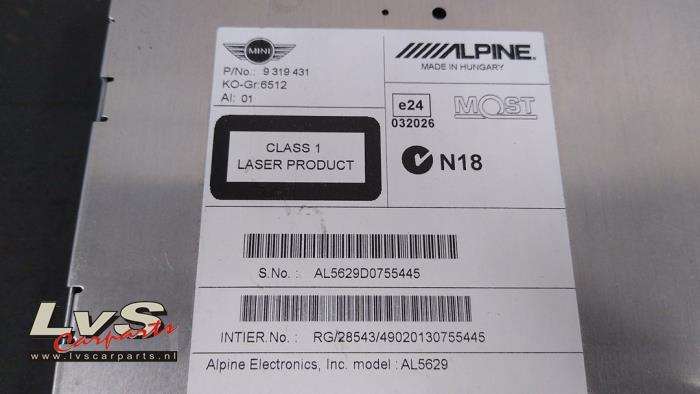 MINI
P/No.: 9 319 431
KO-Gr:6512
AI: 01
ALPINE®
MADE IN HUNGARY
e24
032026
MOST
N18
CLASS 1
LASER PRODUCT
S.No.: AL5629D0755445
INTIER.No.: RG/28543/49020130755445
Alpine Electronics, Inc. model : AL5629
LvS
Carparts
www.lvscarparts.nl